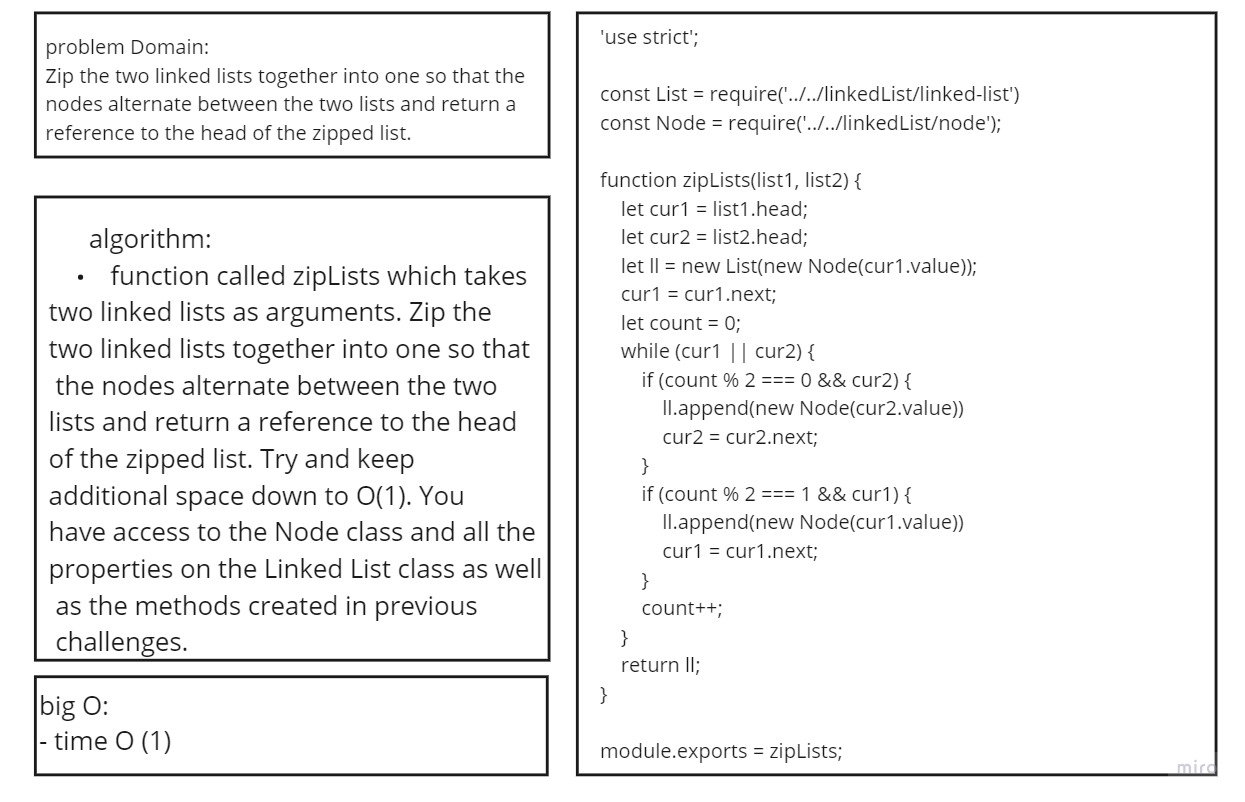 problem Domain:
Zip the two linked lists together into one so that the
nodes alternate between the two lists and return a
reference to the head of the zipped list.
algorithm:
• function called zipLists which takes
two linked lists as arguments. Zip the
two linked lists together into one so that
the nodes alternate between the two
lists and return a reference to the head
of the zipped list. Try and keep
additional space down to O(1). You
have access to the Node class and all the
properties on the Linked List class as well
as the methods created in previous
challenges.
big O:
- time O (1)
'use strict';
const List = require('../../linkedList/linked-list')
const Node = require('../../linkedList/node');
function zipLists(list1, list2) {
let cur1 = list1.head;
let cur2 = list2.head;
let ll = new List(new Node(cur1.value));
cur1 = cur1.next;
let count = 0;
while (cur1 || cur2) {
if (count % 2 === 0 && cur2) {
ll.append(new Node(cur2.value))
cur2 = cur2.next;
}
if (count % 2 === 1 && cur1) {
ll.append(new Node(cur1.value))
cur1 = cur1.next;
}
count++;
}
return ll;
}
module.exports = zipLists;
miro